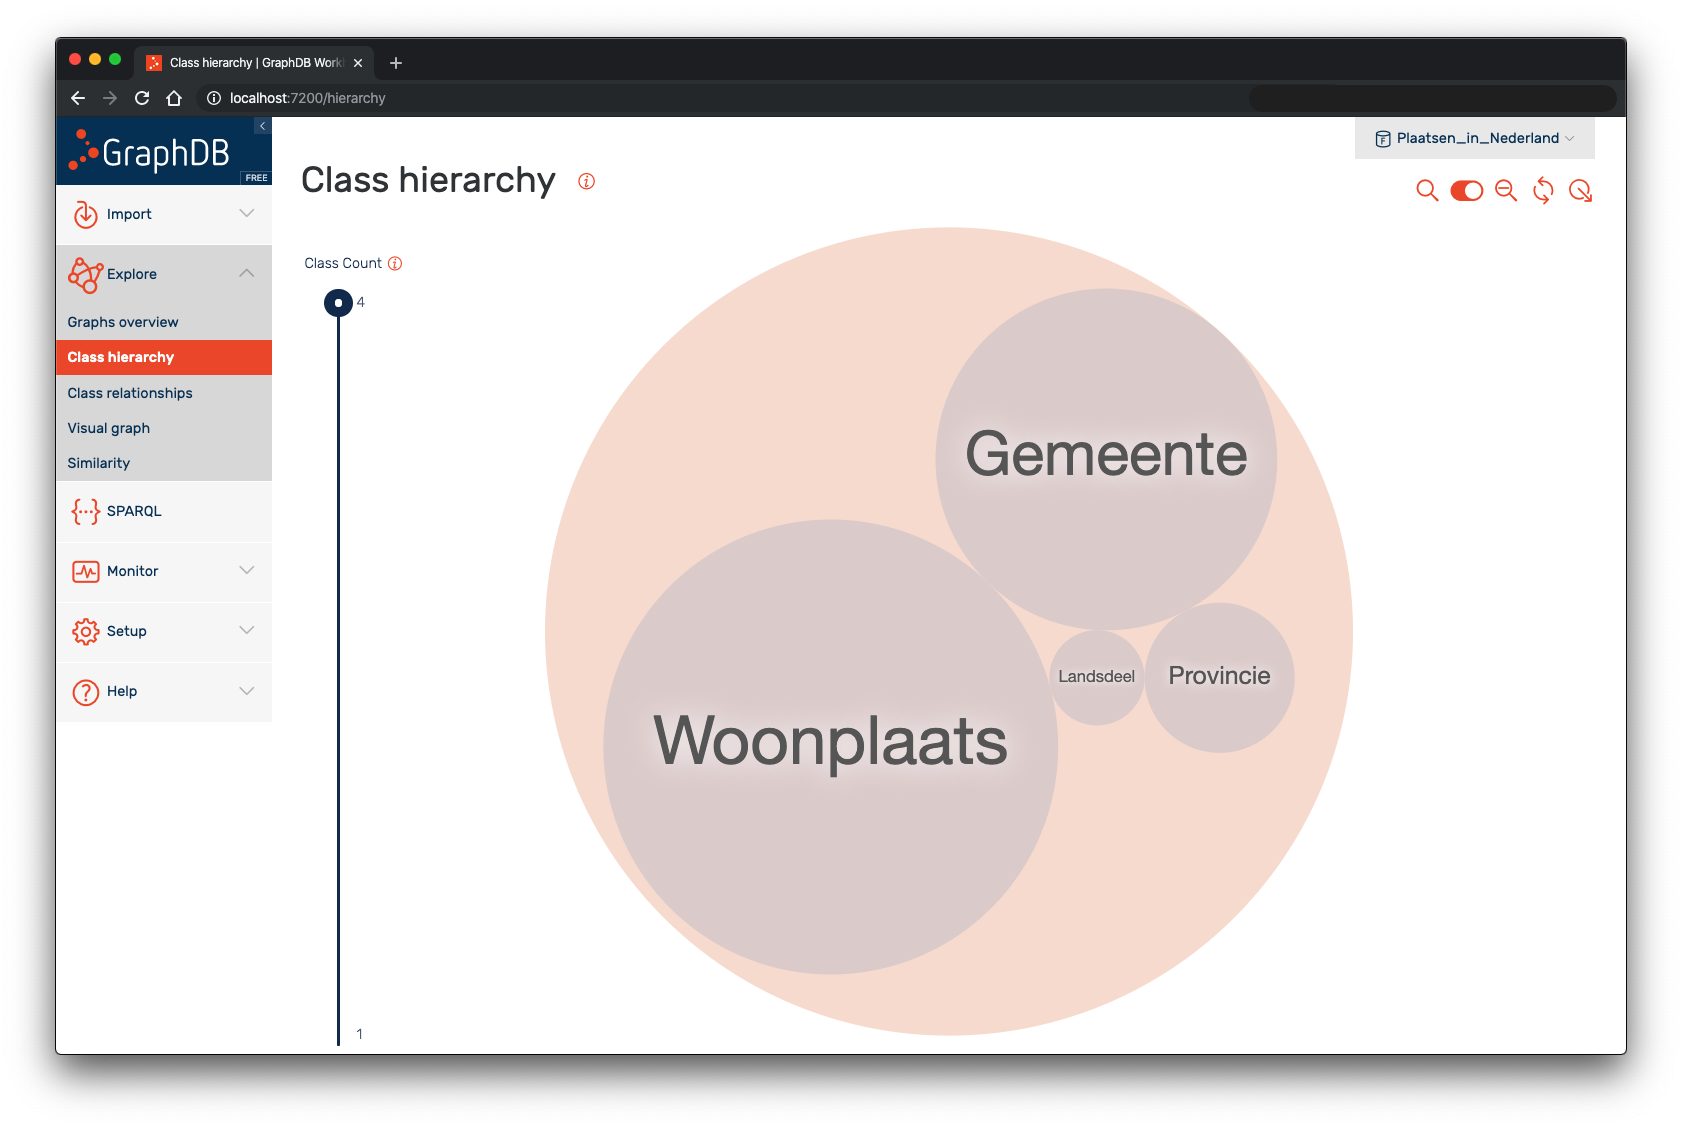 Class hierarchy | GraphDB Work
localhost:7200/hierarchy
GraphDB
FREE
Plaatsen_in_Nederland
Import
Explore
Graphs overview
Class hierarchy
Class relationships
Visual graph
Similarity
SPARQL
Monitor
Setup
Help
Class hierarchy
Class Count
4
1
Gemeente
Landsdeel
Provincie
Woonplaats